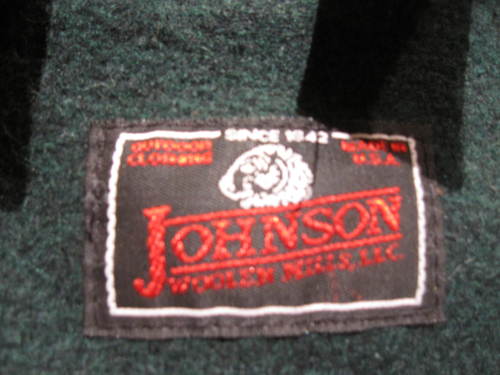 SINCE 1842
OUTDOOR
CLOTHING
MADE IN
U.S.A.
JOHNSON
WOOLEN MILLS, LLC.